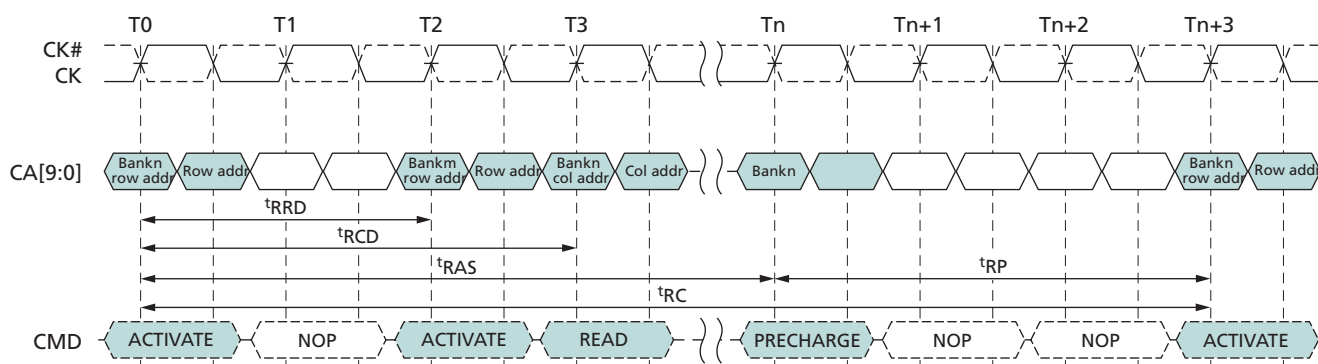 T0 T1 T2 T3 Tn Tn+1 Tn+2 Tn+3
CK#
CK
CA[9:0]
Bankn row addr
Row addr
Bankm row addr
Row addr
Bankn col addr
Col addr
Bankn
Bankn row addr
Row addr
tRRD
tRCD
tRAS
tRP
tRC
CMD ACTIVATE NOP ACTIVATE READ PRECHARGE NOP NOP ACTIVATE